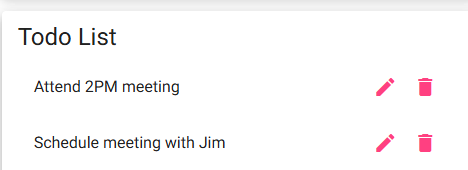 Todo List
Attend 2PM meeting
Schedule meeting with Jim